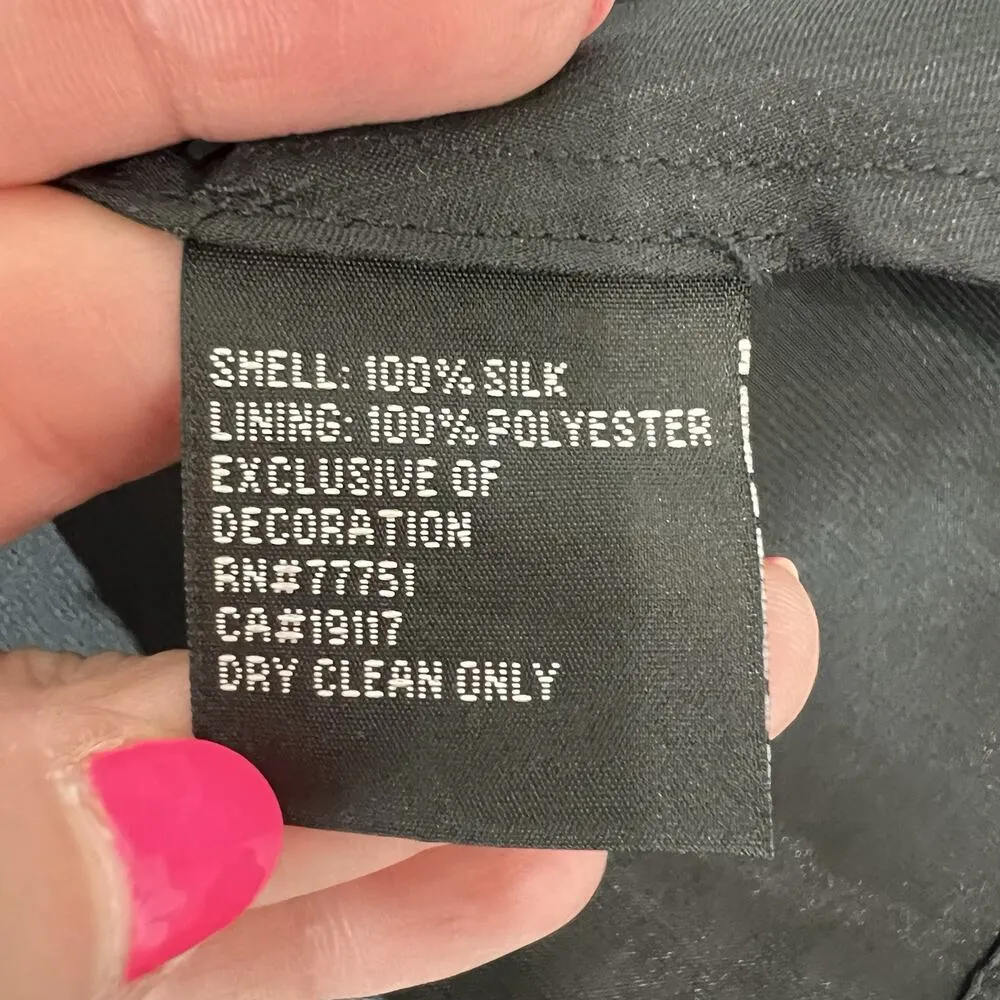 SHELL: 100% SILK
LINING: 100% POLYESTER
EXCLUSIVE OF
DECORATION
RN#77751
CA#19117
DRY CLEAN ONLY